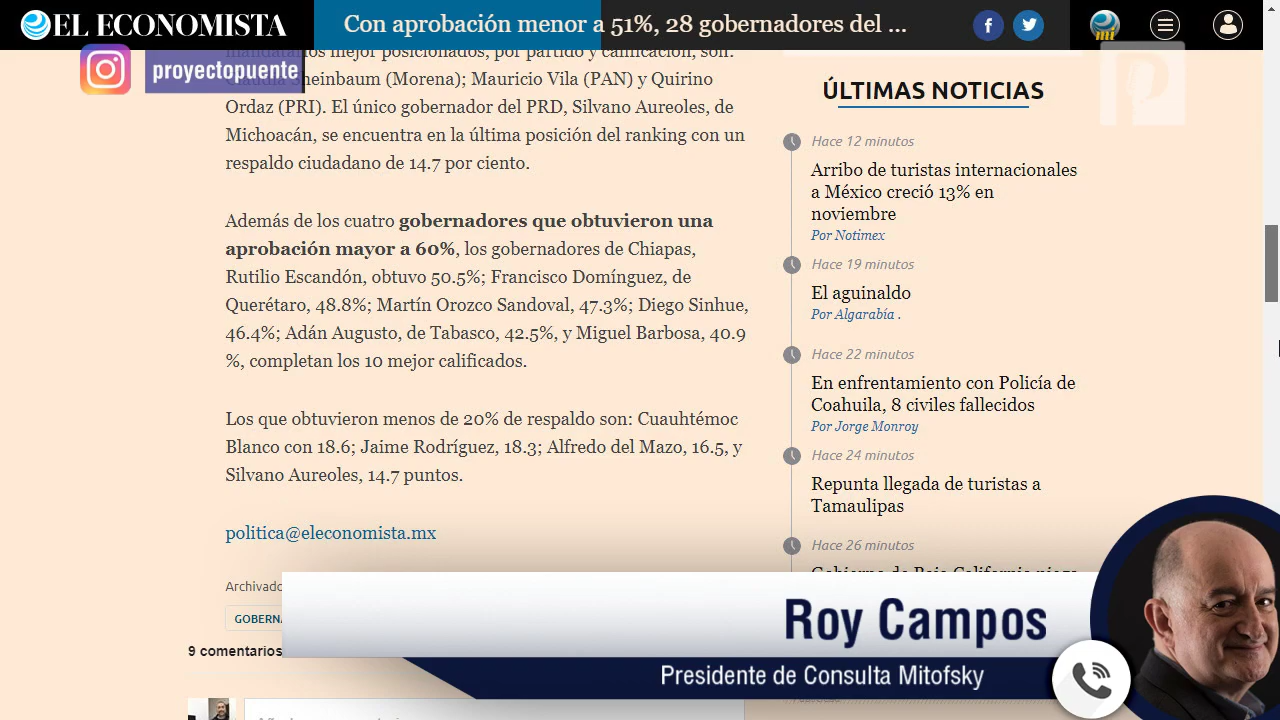 EL ECONOMISTA
Con aprobación menor a 51%, 28 gobernadores del ...
mi
proyectopuente
mandatarios mejor posicionados, por partido y calificación, son:
Sheinbaum (Morena); Mauricio Vila (PAN) y Quirino
Ordaz (PRI). El único gobernador del PRD, Silvano Aureoles, de
Michoacán, se encuentra en la última posición del ranking con un
respaldo ciudadano de 14.7 por ciento.
Además de los cuatro gobernadores que obtuvieron una
aprobación mayor a 60%, los gobernadores de Chiapas,
Rutilio Escandón, obtuvo 50.5%; Francisco Domínguez, de
Querétaro, 48.8%; Martín Orozco Sandoval, 47.3%; Diego Sinhue,
46.4%; Adán Augusto, de Tabasco, 42.5%, y Miguel Barbosa, 40.9
%, completan los 10 mejor calificados.
Los que obtuvieron menos de 20% de respaldo son: Cuauhtémoc
Blanco con 18.6; Jaime Rodríguez, 18.3; Alfredo del Mazo, 16.5, y
Silvano Aureoles, 14.7 puntos.
politica@eleconomista.mx
Archivado
GOBERNA
9 comentarios
ÚLTIMAS NOTICIAS
Hace 12 minutos
Arribo de turistas internacionales
a México creció 13% en
noviembre
Por Notimex
Hace 19 minutos
El aguinaldo
Por Algarabía .
Hace 22 minutos
En enfrentamiento con Policía de
Coahuila, 8 civiles fallecidos
Por Jorge Monroy
Hace 24 minutos
Repunta llegada de turistas a
Tamaulipas
Hace 26 minutos
Gobierno de Baja California niega
Roy Campos
Presidente de Consulta Mitofsky